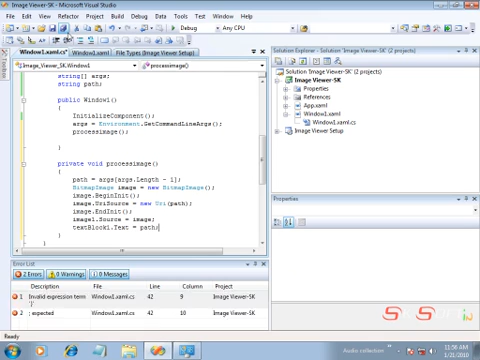 Image Viewer-SK - Microsoft Visual Studio
File Edit View Refactor Project Build Debug Data Tools Test Window Help
Debug Any CPU
Window1.xaml.cs* Window1.xaml File Types Editor (Image Viewer Setup)
Image_Viewer_SK.Window1 processimage()
Toolbox
string[] args;
string path;
public Window1()
{
InitializeComponent();
args = Environment.GetCommandLineArgs();
processimage();
}
private void processimage()
{
path = args[args.Length - 1];
BitmapImage image = new BitmapImage();
image.BeginInit();
image.UriSource = new Uri(path);
image.EndInit();
image1.Source = image;
textBlock1.Text = path;
}
}
Solution Explorer - Solution 'Image Viewer-SK' (2 projects)
Solution 'Image Viewer-SK' (2 projects)
Image Viewer-SK
Properties
References
App.xaml
Window1.xaml
Window1.xaml.cs
Image Viewer Setup
Properties
Error List
2 Errors 0 Warnings 0 Messages
Description File Line Column Project
1 Invalid expression term '}' Window1.xaml.cs 42 9 Image Viewer-SK
2 ; expected Window1.xaml.cs 42 10 Image Viewer-SK
Ready
Audio collection
11:56 AM
1/21/2010